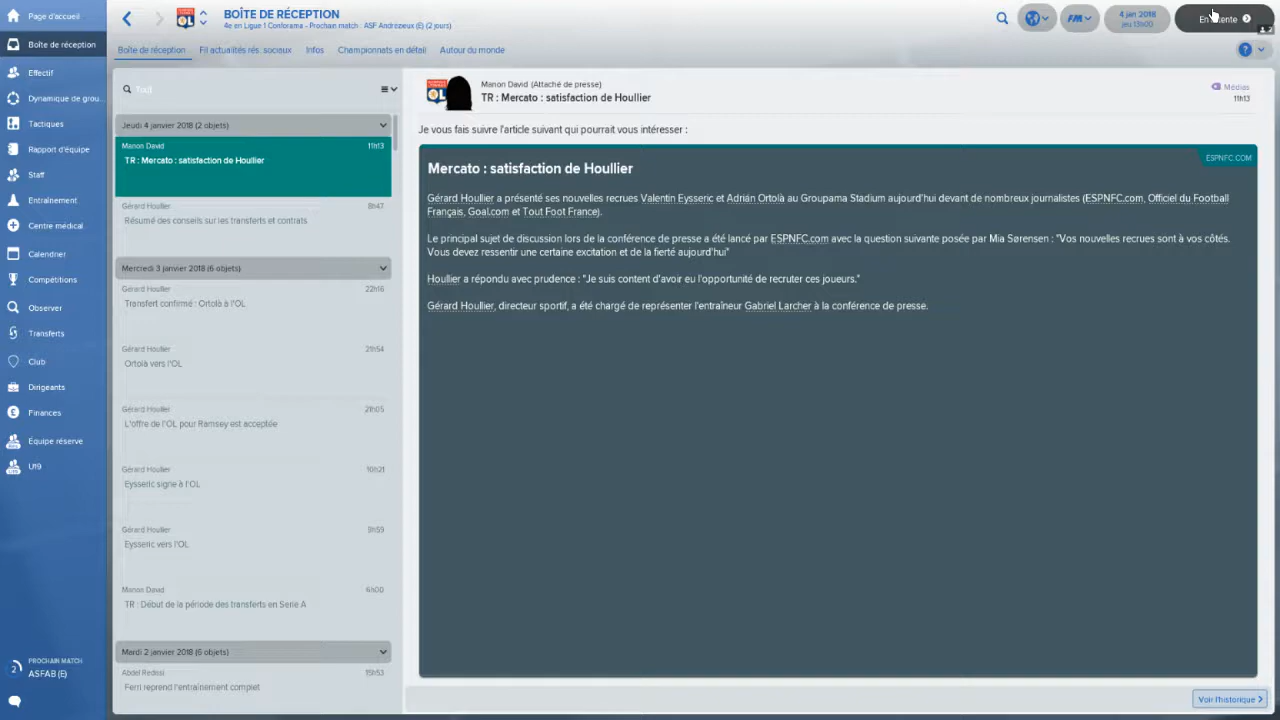 Page d'accueil
Boîte de réception
Effectif
Dynamique de grou...
Tactiques
Rapport d'équipe
Staff
Entraînement
Centre médical
Calendrier
Compétitions
Observer
Transferts
Club
Dirigeants
Finances
Équipe réserve
U19
2
PROCHAIN MATCH
ASFAB (E)
OL
BOÎTE DE RÉCEPTION
4e en Ligue 1 Conforama - Prochain match : ASF Andrézieux (E) (2 jours)
FM
4 jan 2018
jeu 13h00
Boîte de réception
Fil actualités rés. sociaux
Infos
Championnats en détail
Autour du monde
?
Tout
Jeudi 4 janvier 2018 (2 objets)
Manon David
11h13
TR : Mercato : satisfaction de Houllier
Gérard Houllier
8h47
Résumé des conseils sur les transferts et contrats
Mercredi 3 janvier 2018 (6 objets)
Gérard Houllier
22h16
Transfert confirmé : Ortolà à l'OL
Gérard Houllier
21h54
Ortolà vers l'OL
Gérard Houllier
21h05
L'offre de l'OL pour Ramsey est acceptée
Gérard Houllier
10h21
Eysseric signe à l'OL
Gérard Houllier
9h59
Eysseric vers l'OL
Manon David
TR : Début de la période des transferts en Serie A
Mardi 2 janvier 2018 (6 objets)
Abdel Redissi
15h53
Ferri reprend l'entraînement complet
OL
Manon David (Attaché de presse)
TR : Mercato : satisfaction de Houllier
Médias
11h13
Je vous fais suivre l'article suivant qui pourrait vous intéresser :
ESPNFC.COM
Mercato : satisfaction de Houllier
Gérard Houllier a présenté ses nouvelles recrues Valentin Eysseric et Adrián Ortolà au Groupama Stadium aujourd'hui devant de nombreux journalistes (ESPNFC.com, Officiel du Football
Français, Goal.com et Tout Foot France).
Le principal sujet de discussion lors de la conférence de presse a été lancé par ESPNFC.com avec la question suivante posée par Mia Sørensen : "Vos nouvelles recrues sont à vos côtés.
Vous devez ressentir une certaine excitation et de la fierté aujourd'hui"
Houllier a répondu avec prudence : "Je suis content d'avoir eu l'opportunité de recruter ces joueurs."
Gérard Houllier, directeur sportif, a été chargé de représenter l'entraîneur Gabriel Larcher à la conférence de presse.
Voir l'historique